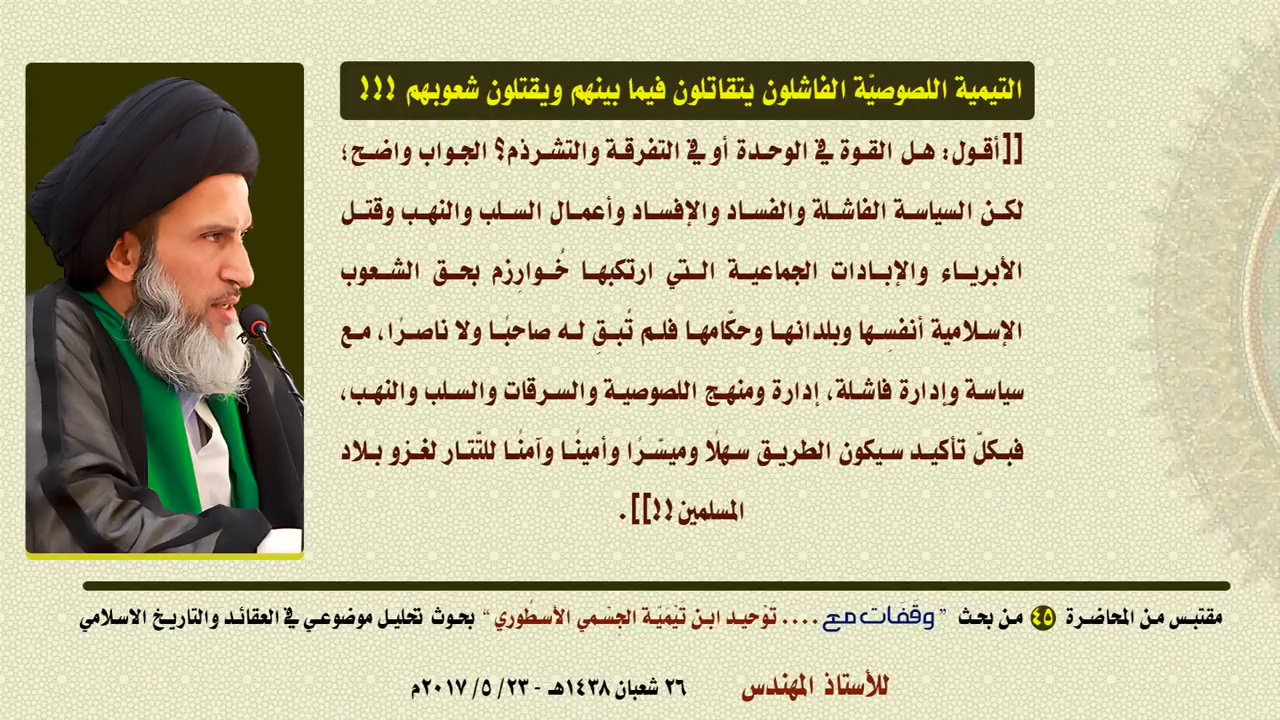 التيمية اللصوصيّة الفاشلون يتقاتلون فيما بينهم ويقتلون شعوبهم !!!
[[أقول: هل القوة في الوحدة أو في التفرقة والتشرذم؟ الجواب واضح؛
لكن السياسة الفاشلة والفساد والإفساد وأعمال السلب والنهب وقتل
الأبرياء والإبادات الجماعية التي ارتكبها خُوارِزم بحق الشعوب
الإسلامية أنفسِها وبلدانها وحكّامها فلم تُبقِ له صاحبًا ولا ناصرًا، مع
سياسة وإدارة فاشلة، إدارة ومنهج اللصوصية والسرقات والسلب والنهب،
فبكلّ تأكيد سيكون الطريق سهلًا وميسّرًا وأمينًا وآمنًا للتّتار لغزو بلاد
المسلمين!!]].
مقتبس من المحاضرة ٤٥ من بحث " وقفات مع .... تَوْحيد ابن تَيْمَيّة الجِسْمي الأسطُوري " بحوث تحليل موضوعي في العقائد والتاريخ الاسلامي
للأستاذ المهندس ٢٦ شعبان ١٤٣٨هـ - ٢٣/ ٥/ ٢٠١٧م